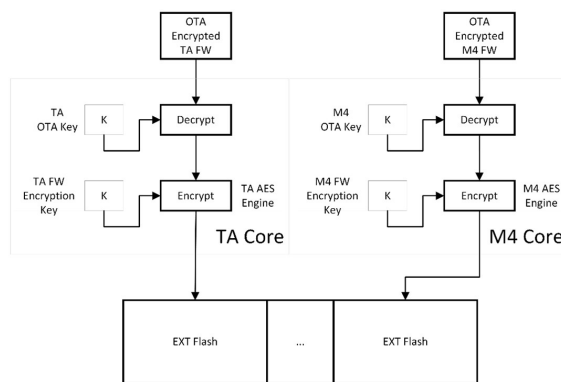 OTA
Encrypted
TA FW
OTA
Encrypted
M4 FW
TA
OTA Key
K
Decrypt
M4
OTA Key
K
Decrypt
TA FW
Encryption
Key
K
Encrypt
TA AES
Engine
M4 FW
Encryption
Key
K
Encrypt
M4 AES
Engine
TA Core
M4 Core
EXT Flash
...
EXT Flash